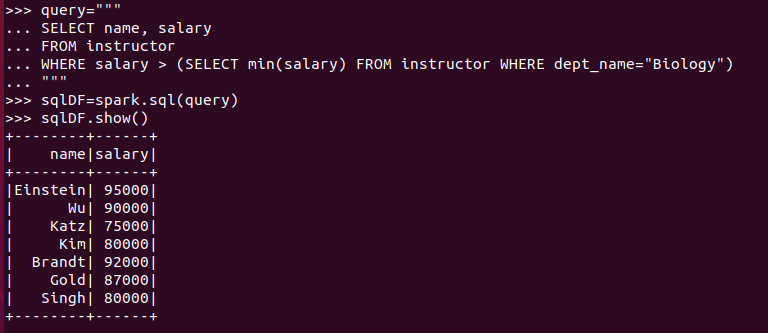 >>> query="""
... SELECT name, salary
... FROM instructor
... WHERE salary > (SELECT min(salary) FROM instructor WHERE dept_name="Biology")
... """
>>> sqlDF=spark.sql(query)
>>> sqlDF.show()
+--------+------+
|    name|salary|
+--------+------+
|Einstein| 95000|
|      Wu| 90000|
|    Katz| 75000|
|     Kim| 80000|
|  Brandt| 92000|
|    Gold| 87000|
|   Singh| 80000|
+--------+------+